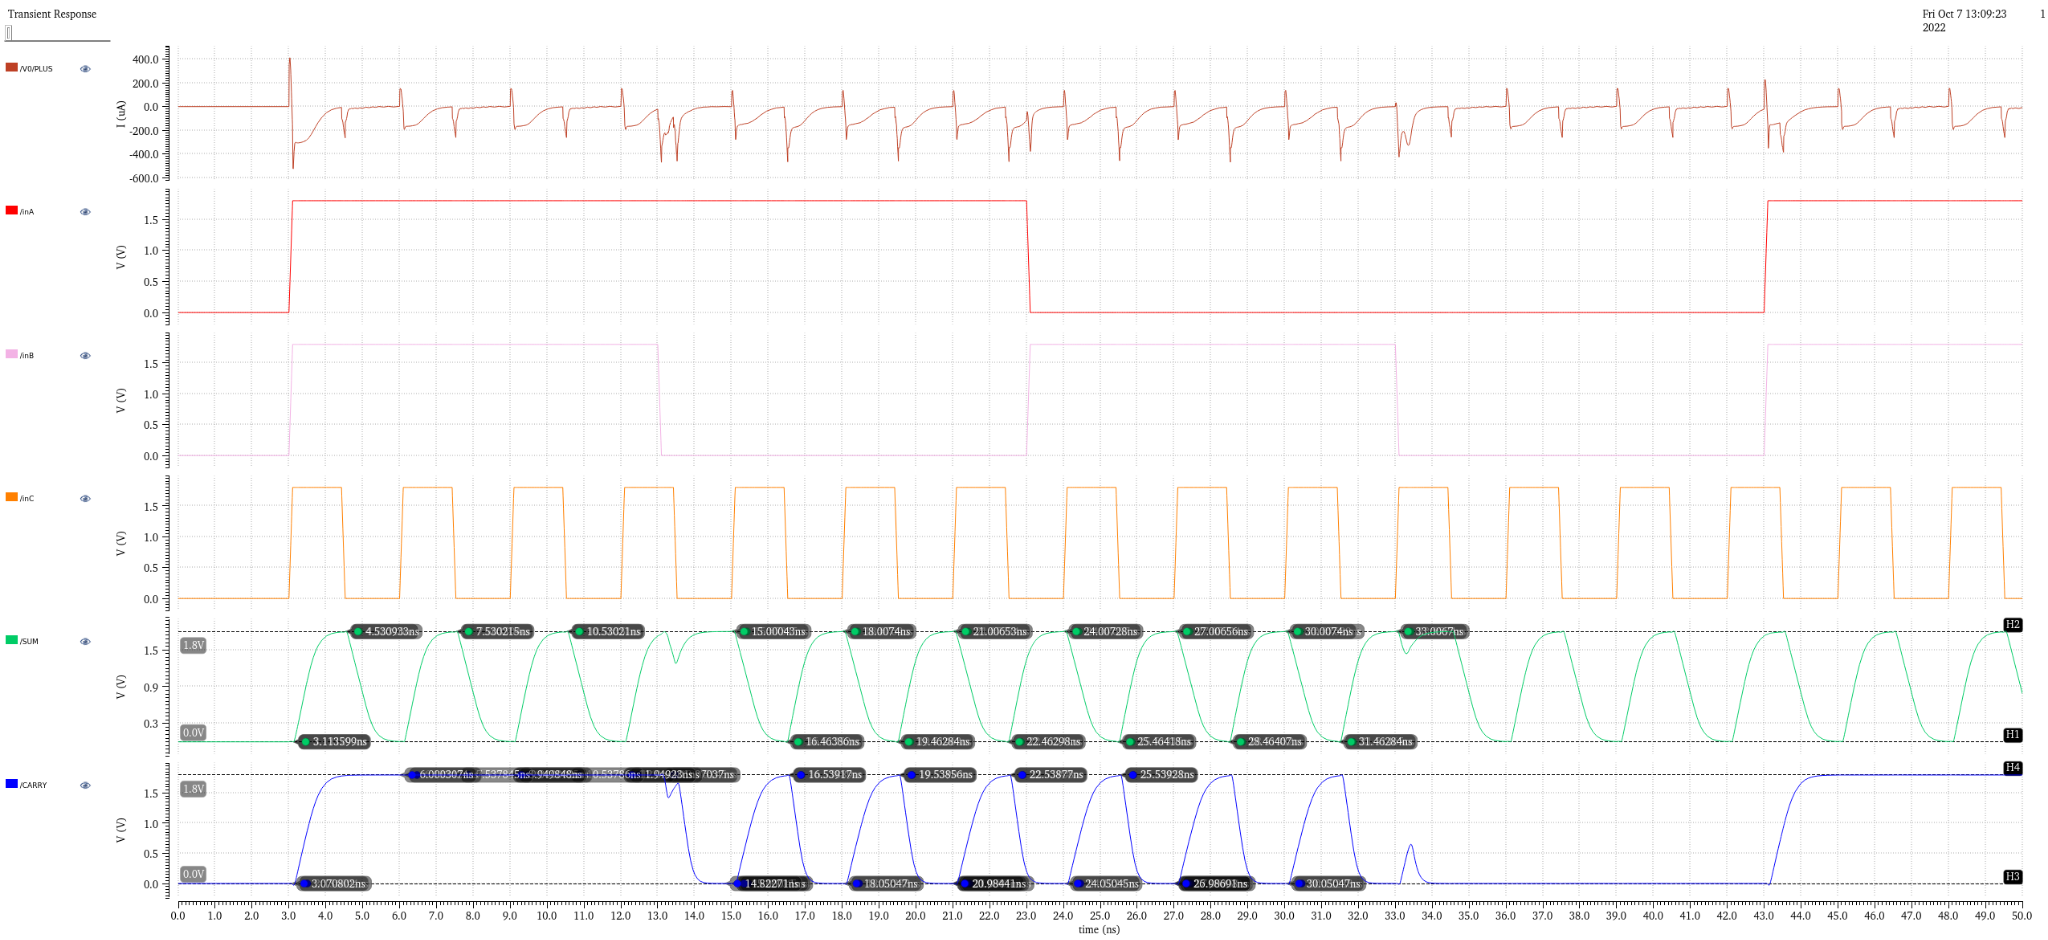 Transient Response
Fri Oct 7 13:09:23 1
2022
/V0/PLUS
I (uA)
400.0
200.0
0.0
-200.0
-400.0
-600.0
/inA
V (V)
1.5
1.0
0.5
0.0
/inB
V (V)
1.5
1.0
0.5
0.0
/inC
V (V)
1.5
1.0
0.5
0.0
/SUM
V (V)
1.5
0.9
0.3
1.8V
0.0V
4.530933ns 7.530215ns 10.53021ns 15.00043ns 18.0074ns 21.00653ns 24.00728ns 27.00656ns 30.0074ns 33.0067ns
H2
3.113599ns 16.46386ns 19.46284ns 22.46298ns 25.46418ns 28.46407ns 31.46284ns
H1
/CARRY
V (V)
1.5
1.0
0.5
0.0
1.8V
0.0V
6.000307ns 16.53917ns 19.53856ns 22.53877ns 25.53928ns
H4
3.070802ns 18.05047ns 20.98441ns 24.05045ns 26.98691ns 30.05047ns
H3
0.0 1.0 2.0 3.0 4.0 5.0 6.0 7.0 8.0 9.0 10.0 11.0 12.0 13.0 14.0 15.0 16.0 17.0 18.0 19.0 20.0 21.0 22.0 23.0 24.0 25.0 26.0 27.0 28.0 29.0 30.0 31.0 32.0 33.0 34.0 35.0 36.0 37.0 38.0 39.0 40.0 41.0 42.0 43.0 44.0 45.0 46.0 47.0 48.0 49.0 50.0
time (ns)